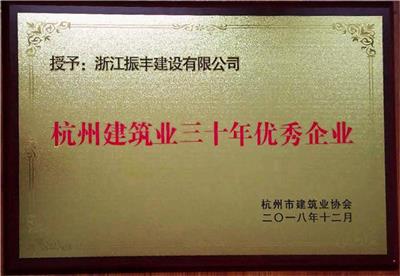 授予：浙江振丰建设有限公司
杭州建筑业三十年优秀企业
杭州市建筑业协会
二〇一八年十二月